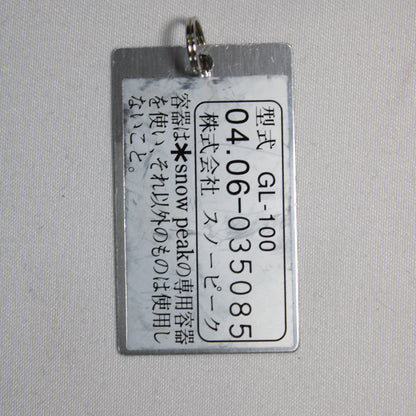 型式 GL-100
04.06-035085
株式会社 スノーピーク
容器は*snow peakの専用容器
を使い、それ以外のものは使用し
ないこと。